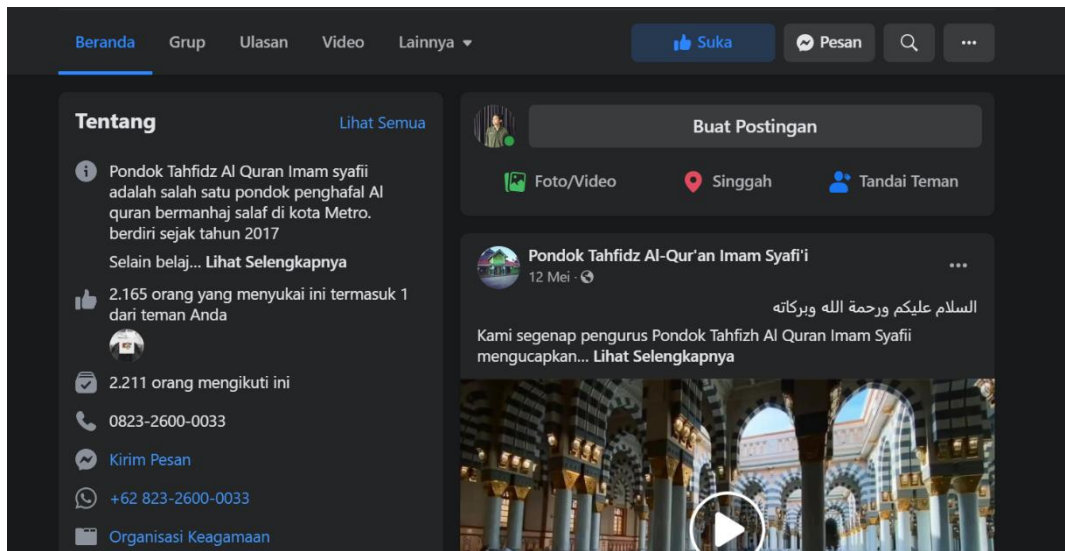 Beranda Grup Ulasan Video Lainnya
Suka Pesan
Tentang Lihat Semua
Pondok Tahfidz Al Quran Imam syafii
adalah salah satu pondok penghafal Al
quran bermanhaj salaf di kota Metro.
berdiri sejak tahun 2017
Selain belaj... Lihat Selengkapnya
2.165 orang yang menyukai ini termasuk 1
dari teman Anda
2.211 orang mengikuti ini
0823-2600-0033
Kirim Pesan
+62 823-2600-0033
Organisasi Keagamaan
Buat Postingan
Foto/Video Singgah Tandai Teman
Pondok Tahfidz Al-Qur'an Imam Syafi'i
12 Mei ·
السلام عليكم ورحمة الله وبركاته
Kami segenap pengurus Pondok Tahfizh Al Quran Imam Syafii
mengucapkan... Lihat Selengkapnya